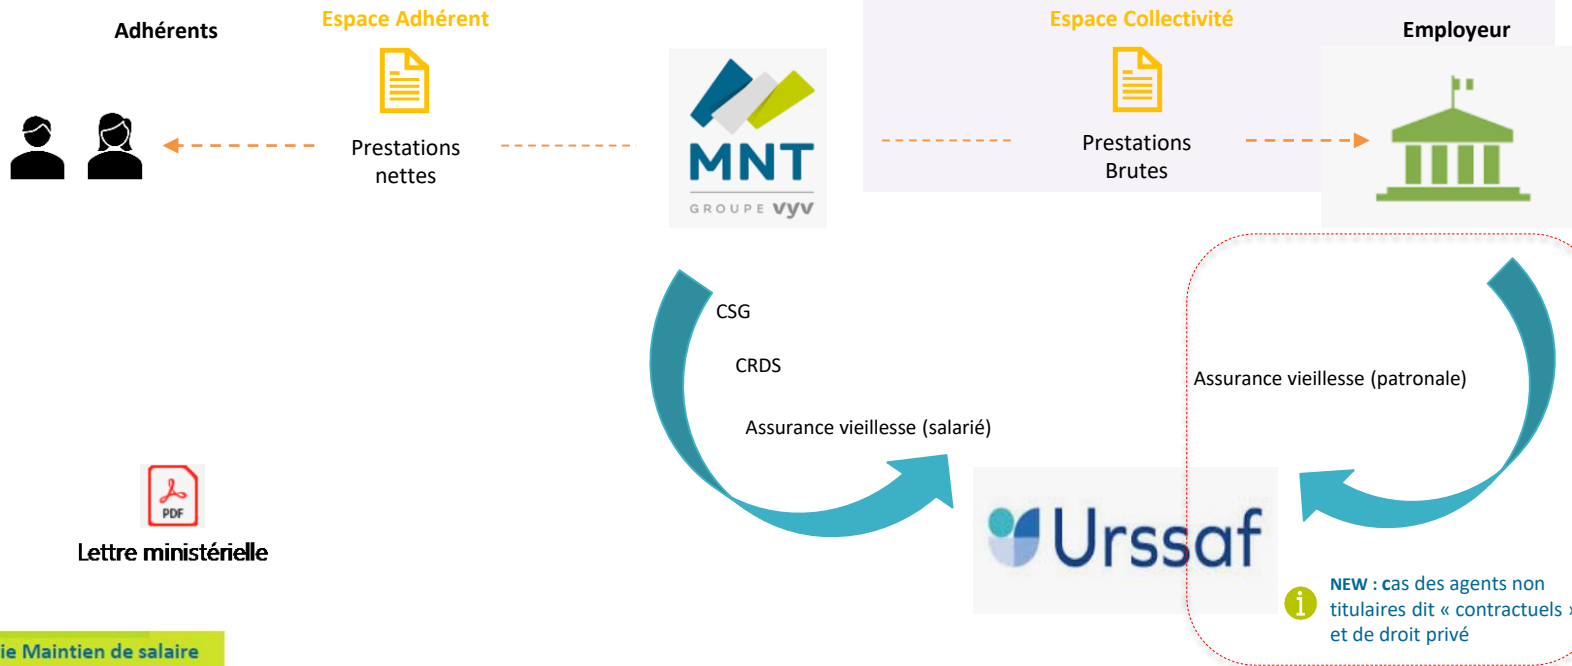 Adhérents
Espace Adhérent
Prestations
nettes
MNT
GROUPE vyv
Espace Collectivité
Prestations
Brutes
Employeur
CSG
CRDS
Assurance vieillesse (salarié)
Assurance vieillesse (patronale)
PDF
Lettre ministérielle
Urssaf
i
NEW : cas des agents non
titulaires dit « contractuels »
et de droit privé
ie Maintien de salaire